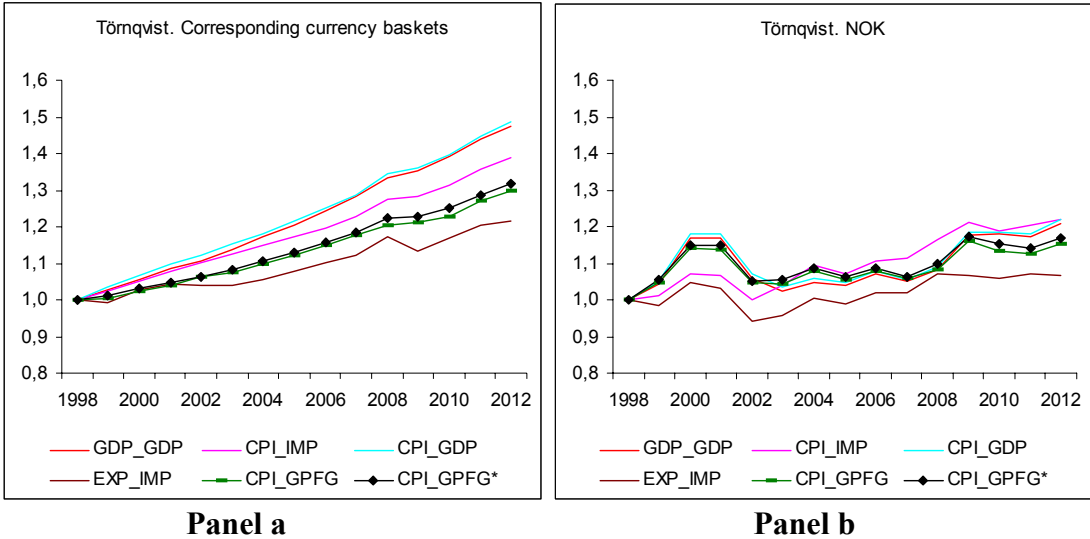 Törnqvist. Corresponding currency baskets
1,6
1,5
1,4
1,3
1,2
1,1
1,0
0,9
0,8
1998 2000 2002 2004 2006 2008 2010 2012
GDP_GDP CPI_IMP CPI_GDP
EXP_IMP CPI_GPFG CPI_GPFG*
Panel a
Törnqvist. NOK
1,6
1,5
1,4
1,3
1,2
1,1
1,0
0,9
0,8
1998 2000 2002 2004 2006 2008 2010 2012
GDP_GDP CPI_IMP CPI_GDP
EXP_IMP CPI_GPFG CPI_GPFG*
Panel b